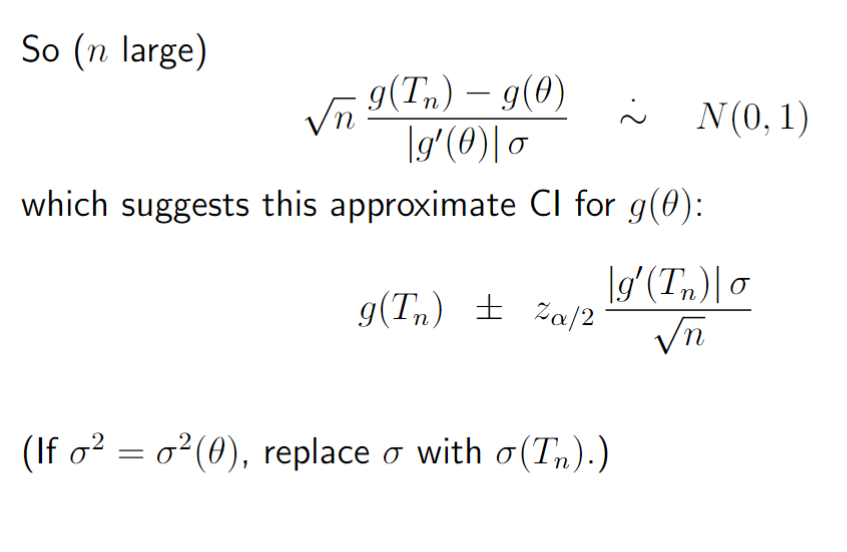 So (n large)
√n (g(Tₙ) − g(θ)) / (|g′(θ)| σ) ∼̇ N(0, 1)
which suggests this approximate CI for g(θ):
g(Tₙ) ± z_{α/2} (|g′(Tₙ)| σ) / √n
(If σ² = σ²(θ), replace σ with σ(Tₙ).)